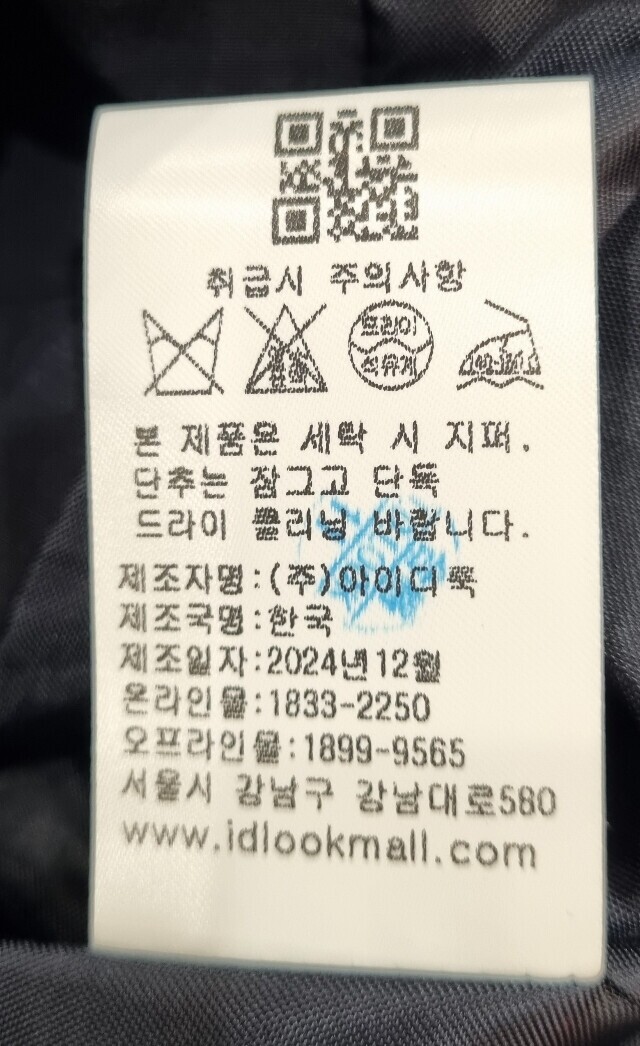 취급시 주의사항
드라이
석유계
본 제품은 세탁 시 지퍼.
단추는 잠그고 단독
드라이 클리닝 바랍니다.
제조자명:(주)아이디룩
제조국명:한국
제조일자:2024년12월
온라인몰:1833-2250
오프라인몰:1899-9565
서울시 강남구 강남대로580
www.idlookmall.com